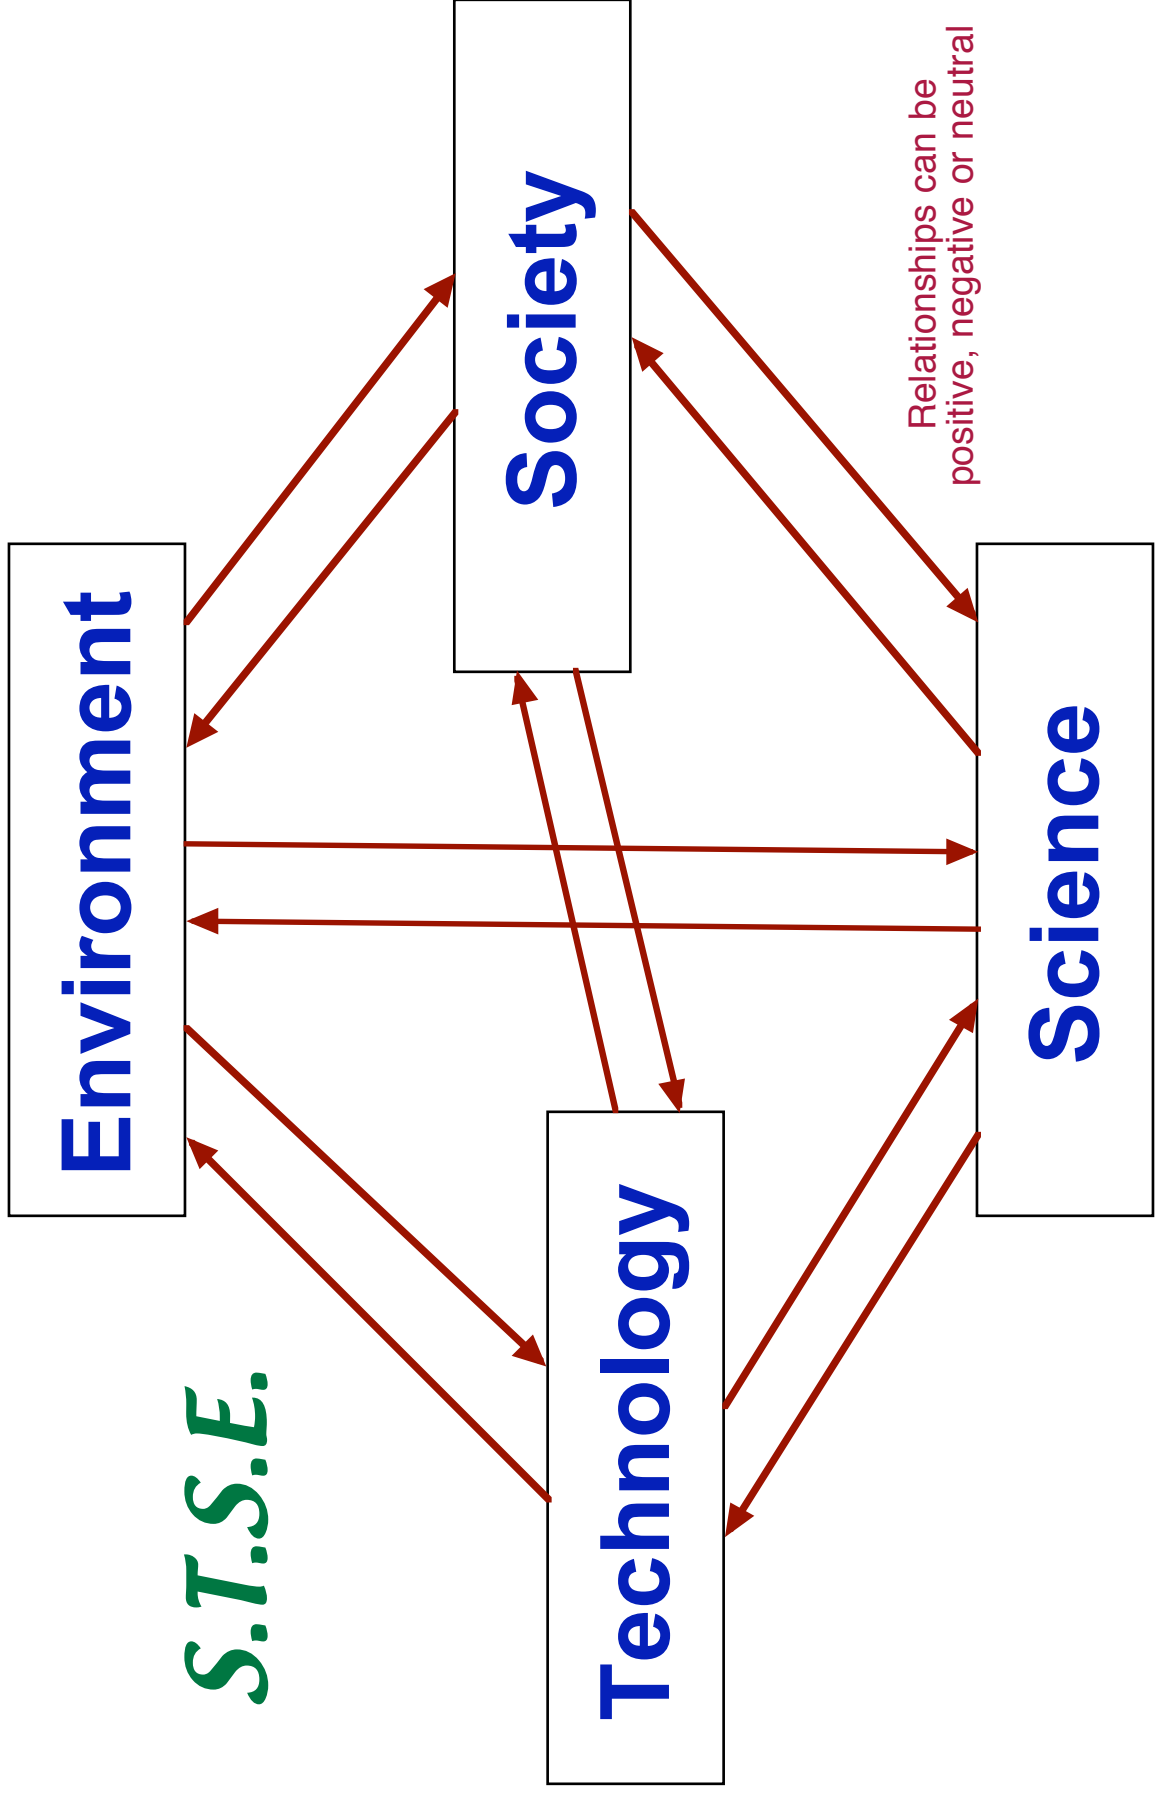 S.T.S.E.
Environment
Society
Technology
Science
Relationships can be
positive, negative or neutral